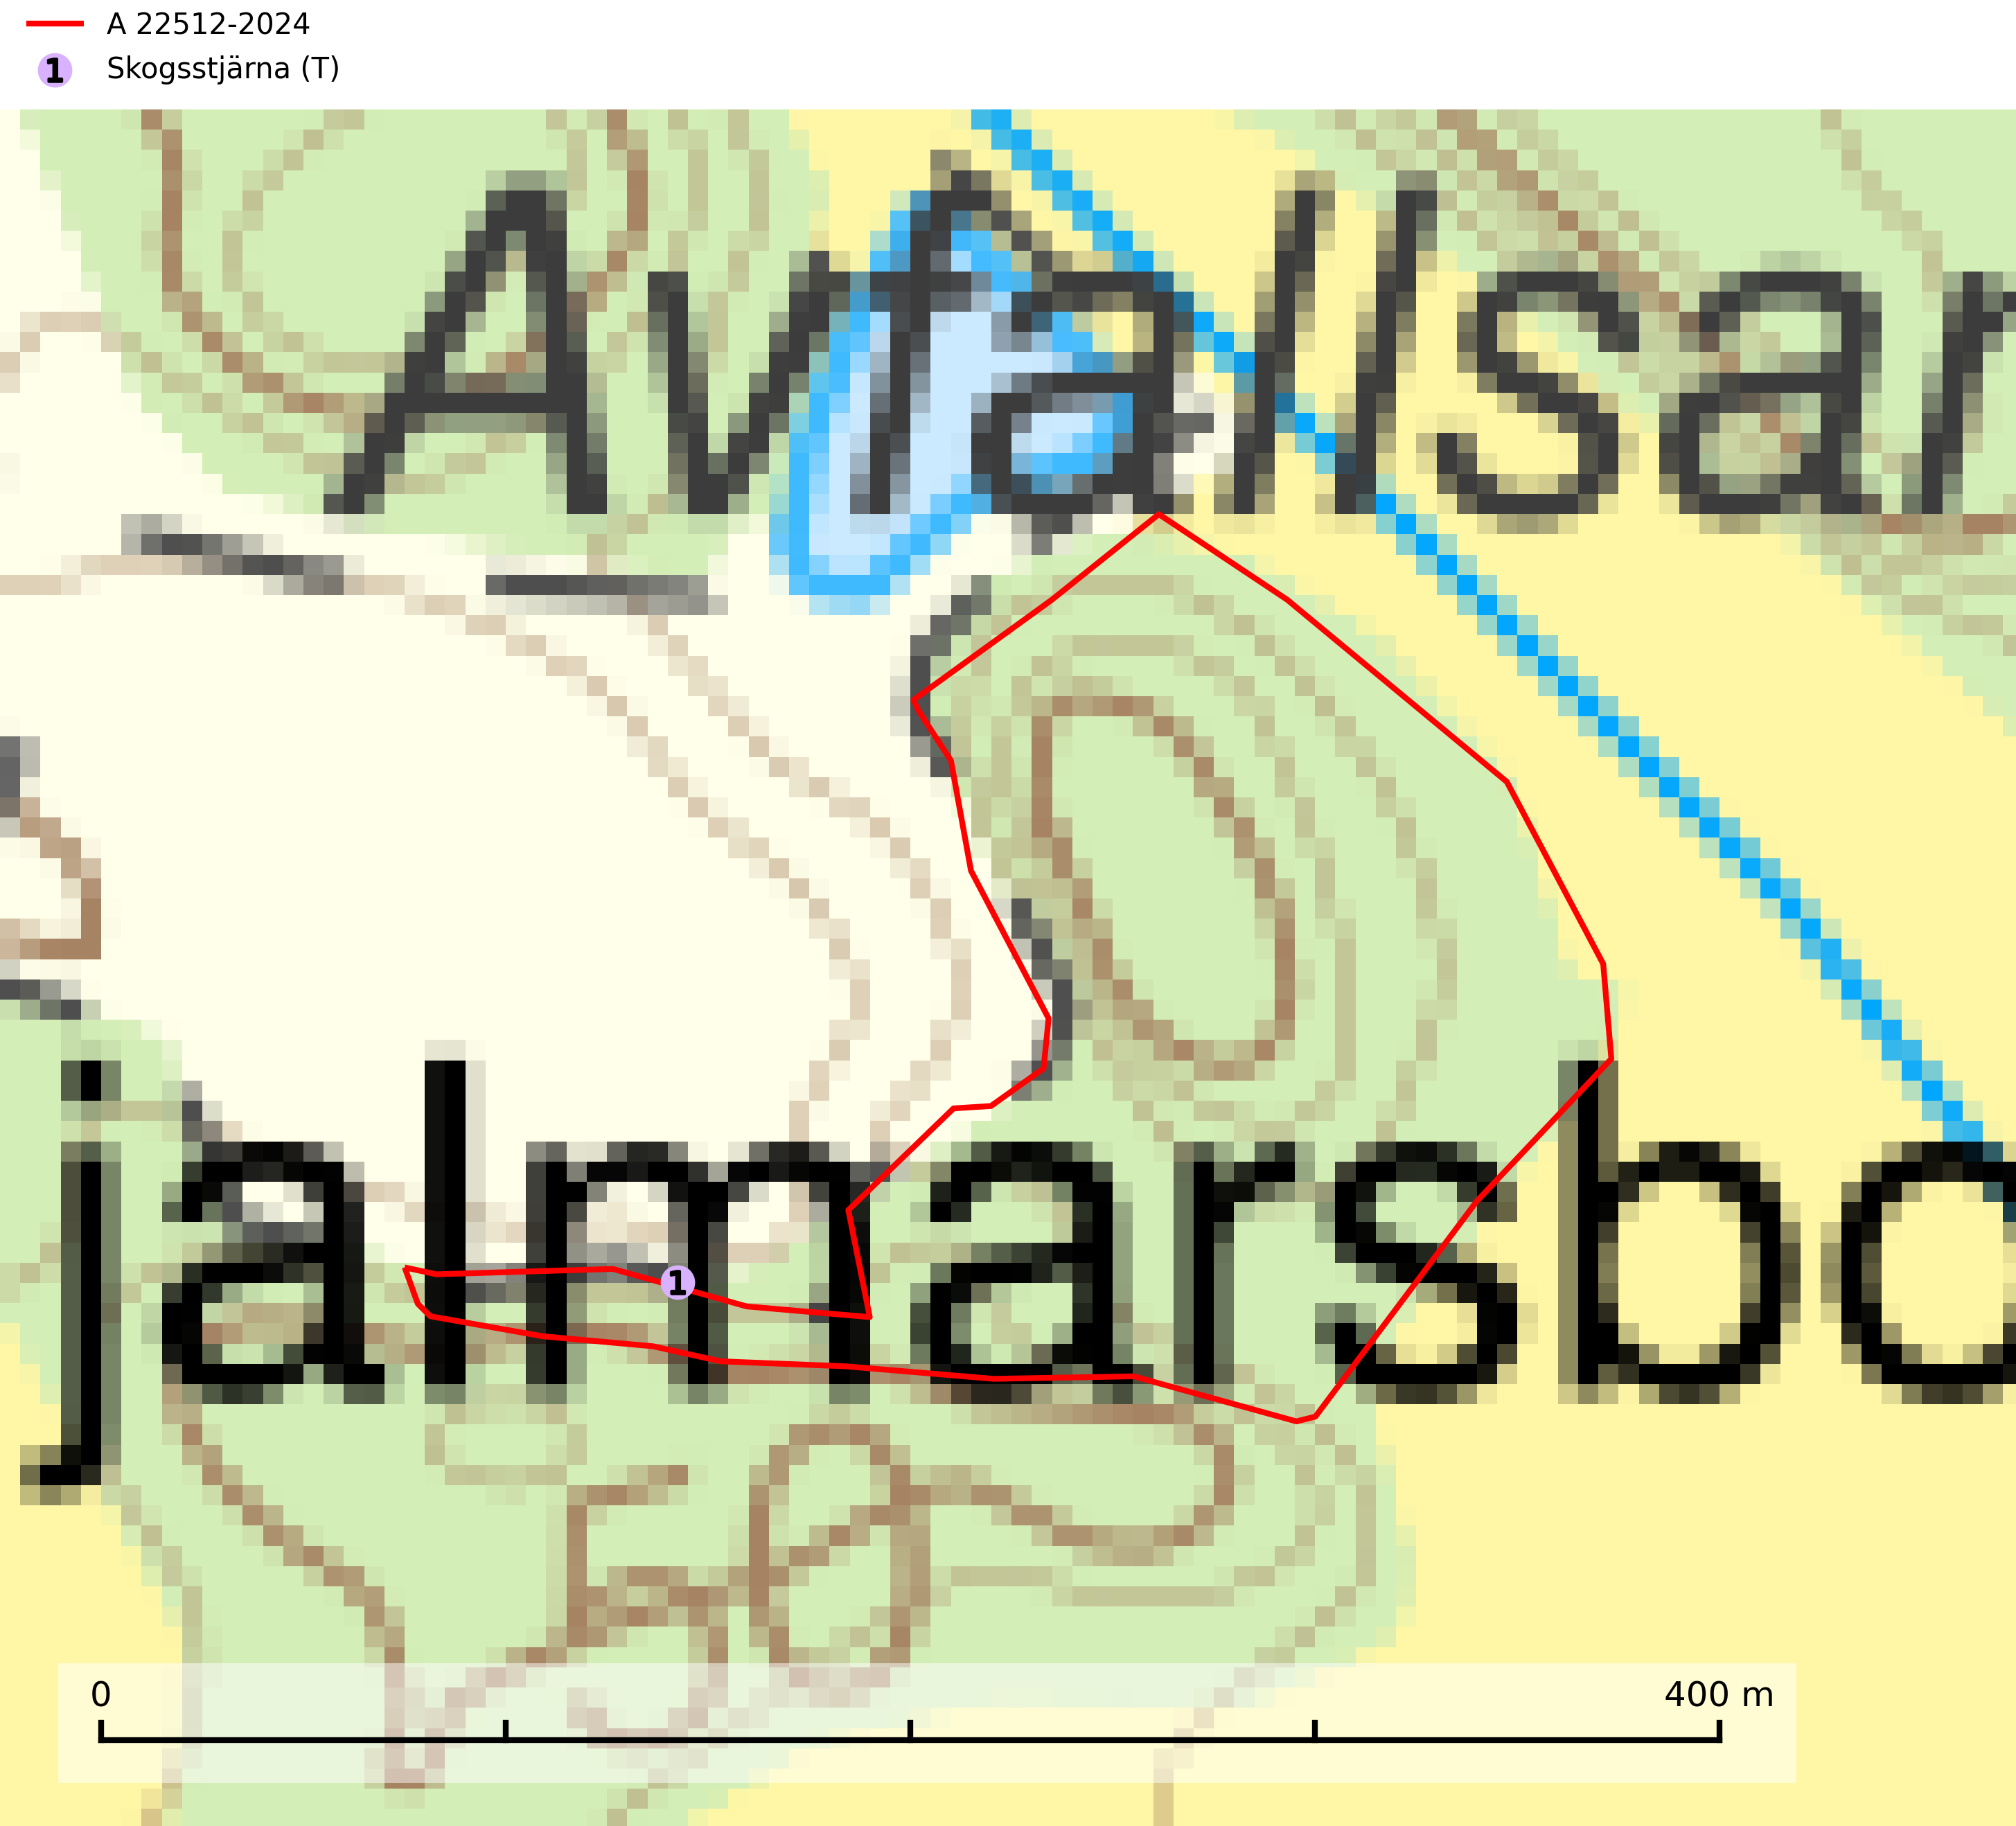 A 22512-2024
1 Skogsstjärna (T)
Avfallsar
jalmarsbo
1
0 400 m